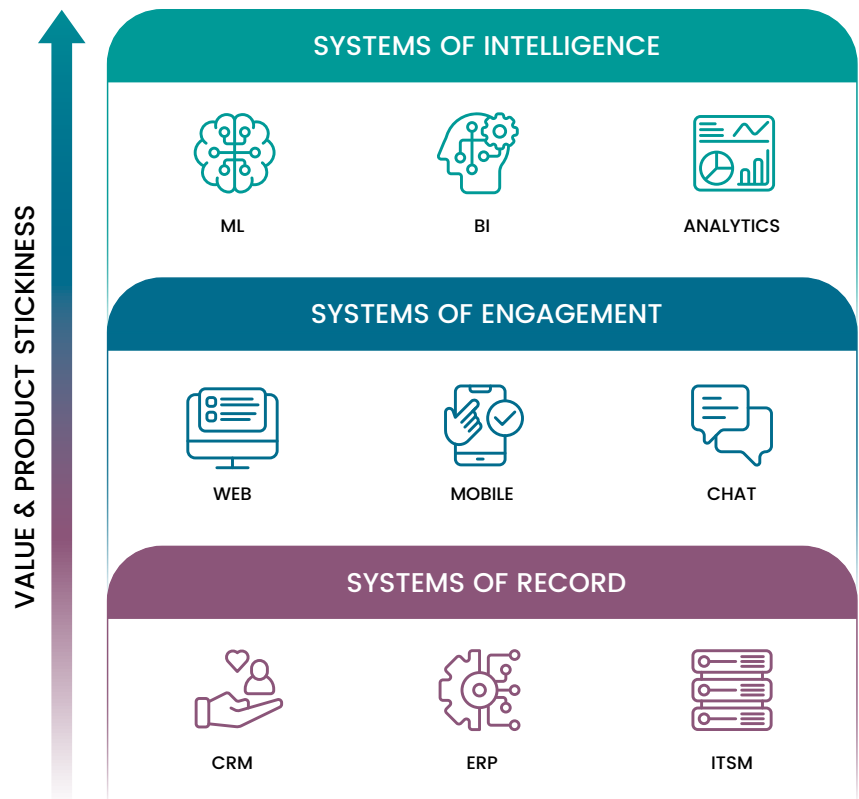 VALUE & PRODUCT STICKINESS
SYSTEMS OF INTELLIGENCE
ML
BI
ANALYTICS
SYSTEMS OF ENGAGEMENT
WEB
MOBILE
CHAT
SYSTEMS OF RECORD
CRM
ERP
ITSM